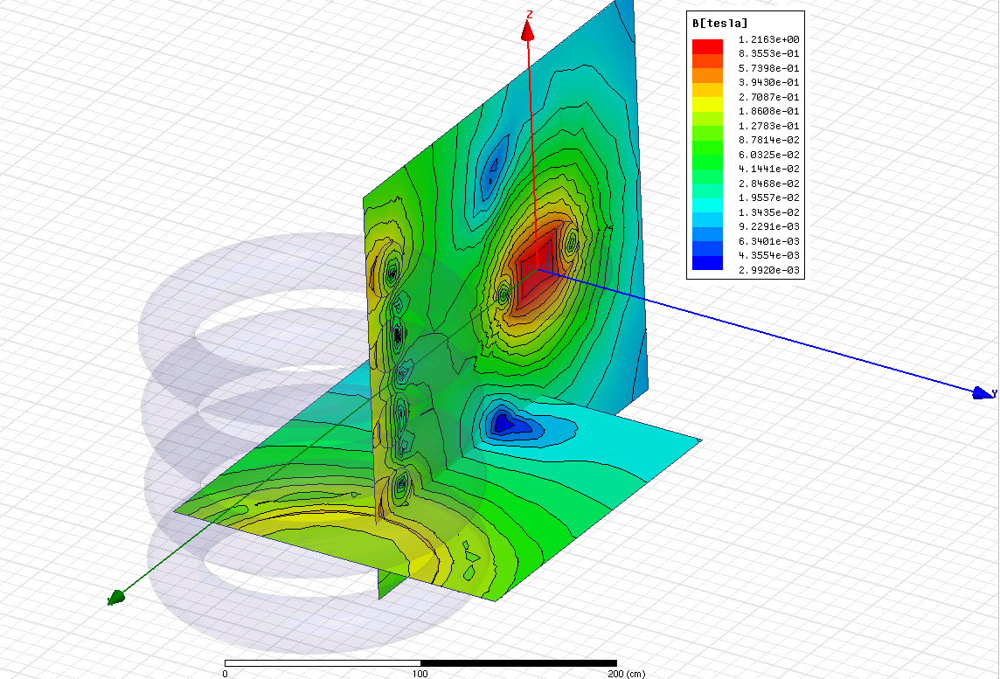 Z
B[tesla]
1.2163e+00
8.3553e-01
5.7398e-01
3.9430e-01
2.7087e-01
1.8608e-01
1.2783e-01
8.7814e-02
6.0325e-02
4.1441e-02
2.8468e-02
1.9557e-02
1.3435e-02
9.2291e-03
6.3401e-03
4.3554e-03
2.9920e-03
Y
0
100
200 (cm)